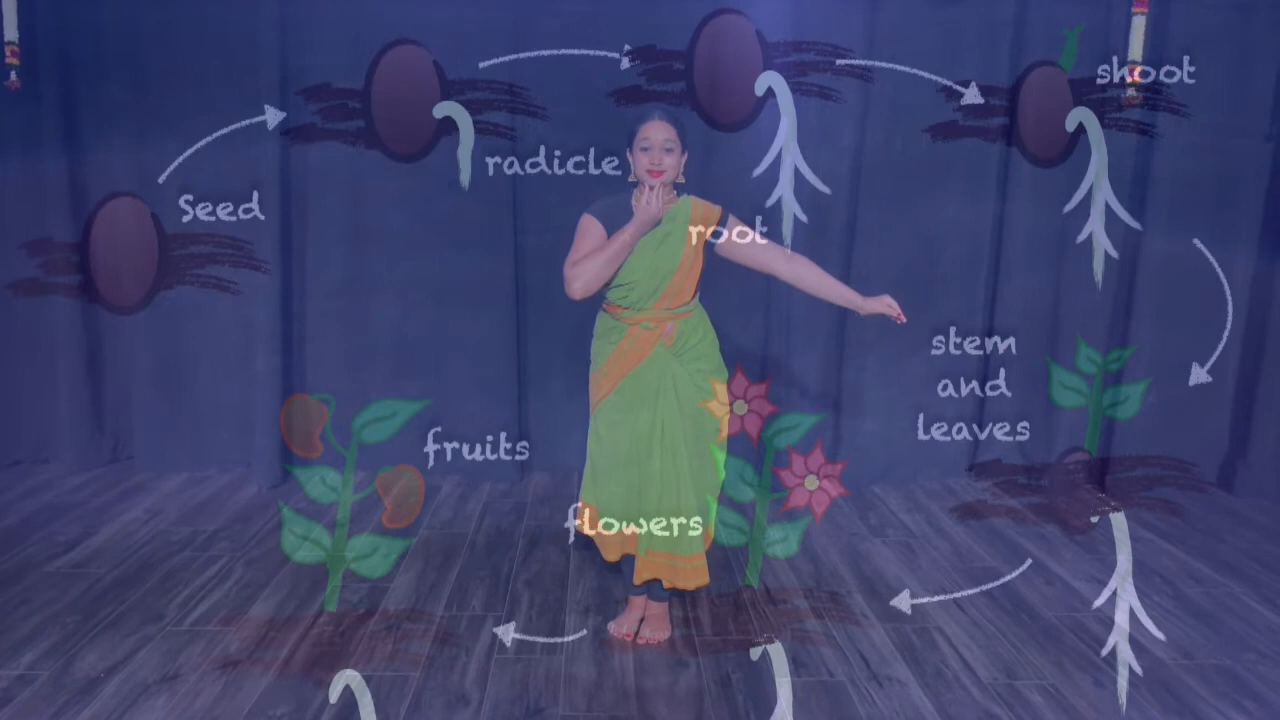 Seed
radicle
root
shoot
stem
and
leaves
flowers
fruits